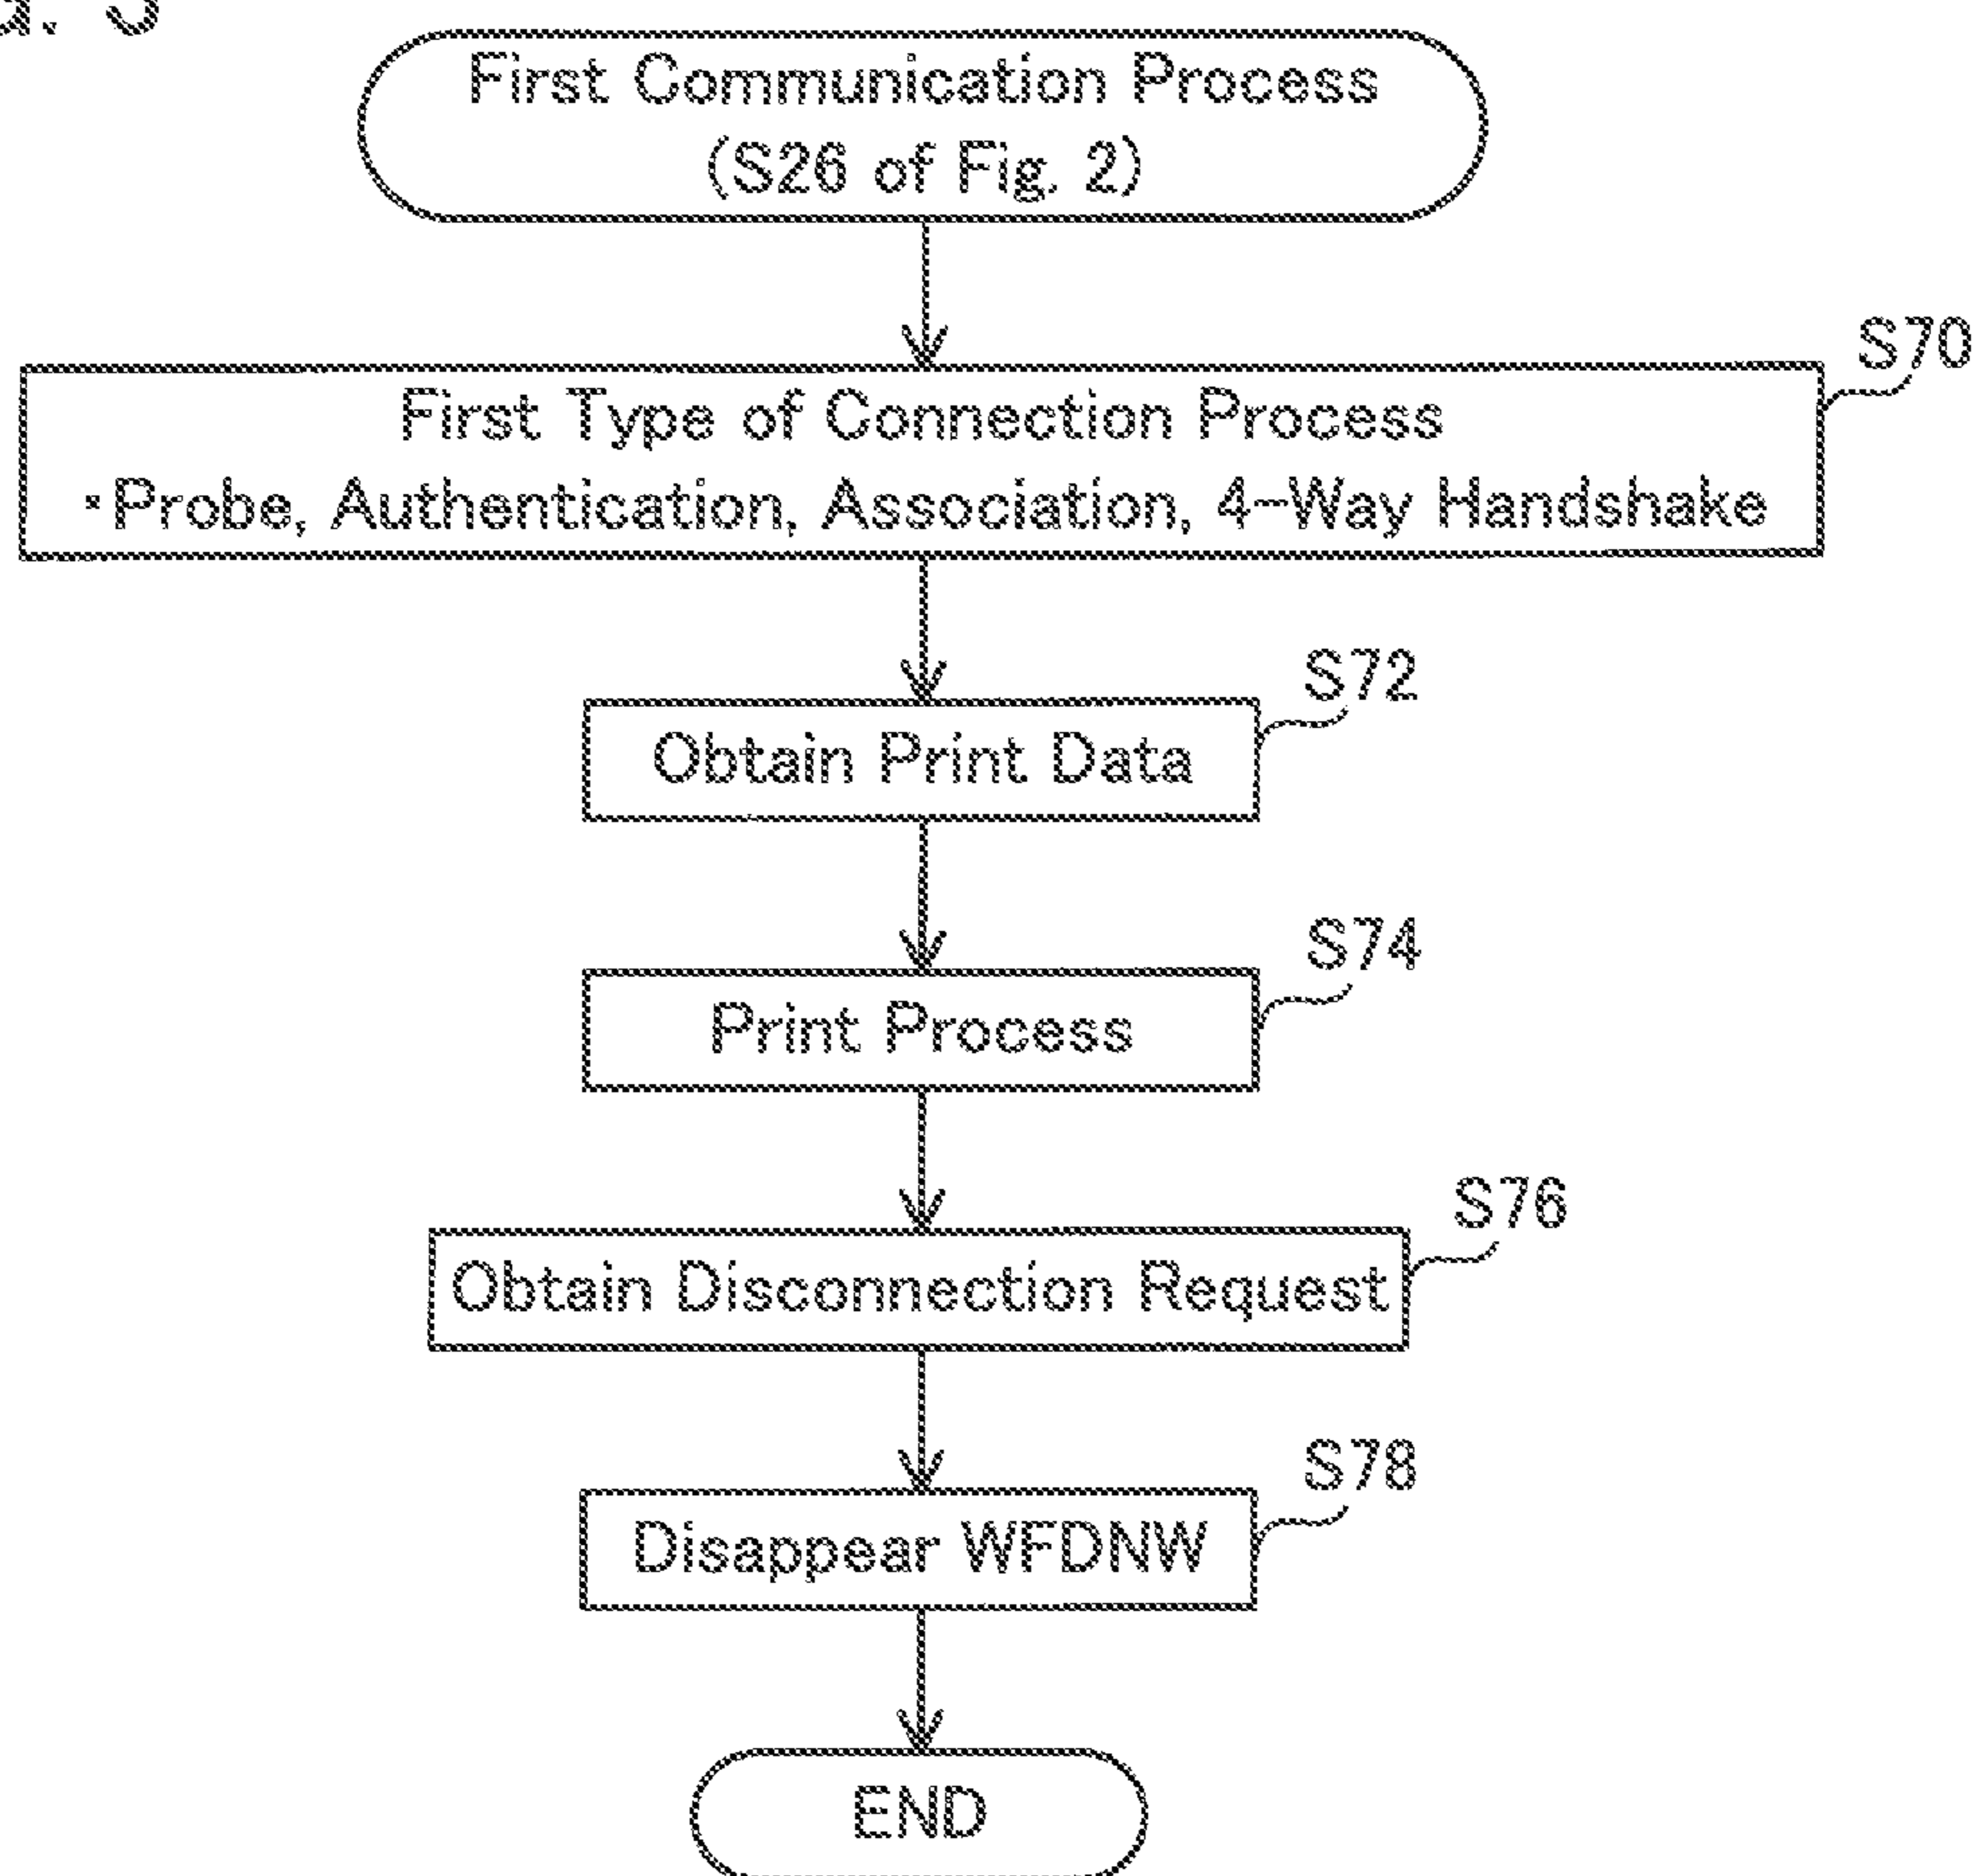 First Communication Process
(S26 of Fig. 2)
S70
First Type of Connection Process
・Probe, Authentication, Association, 4-Way Handshake
S72
Obtain Print Data
S74
Print Process
S76
Obtain Disconnection Request
S78
Disappear WFDNW
END